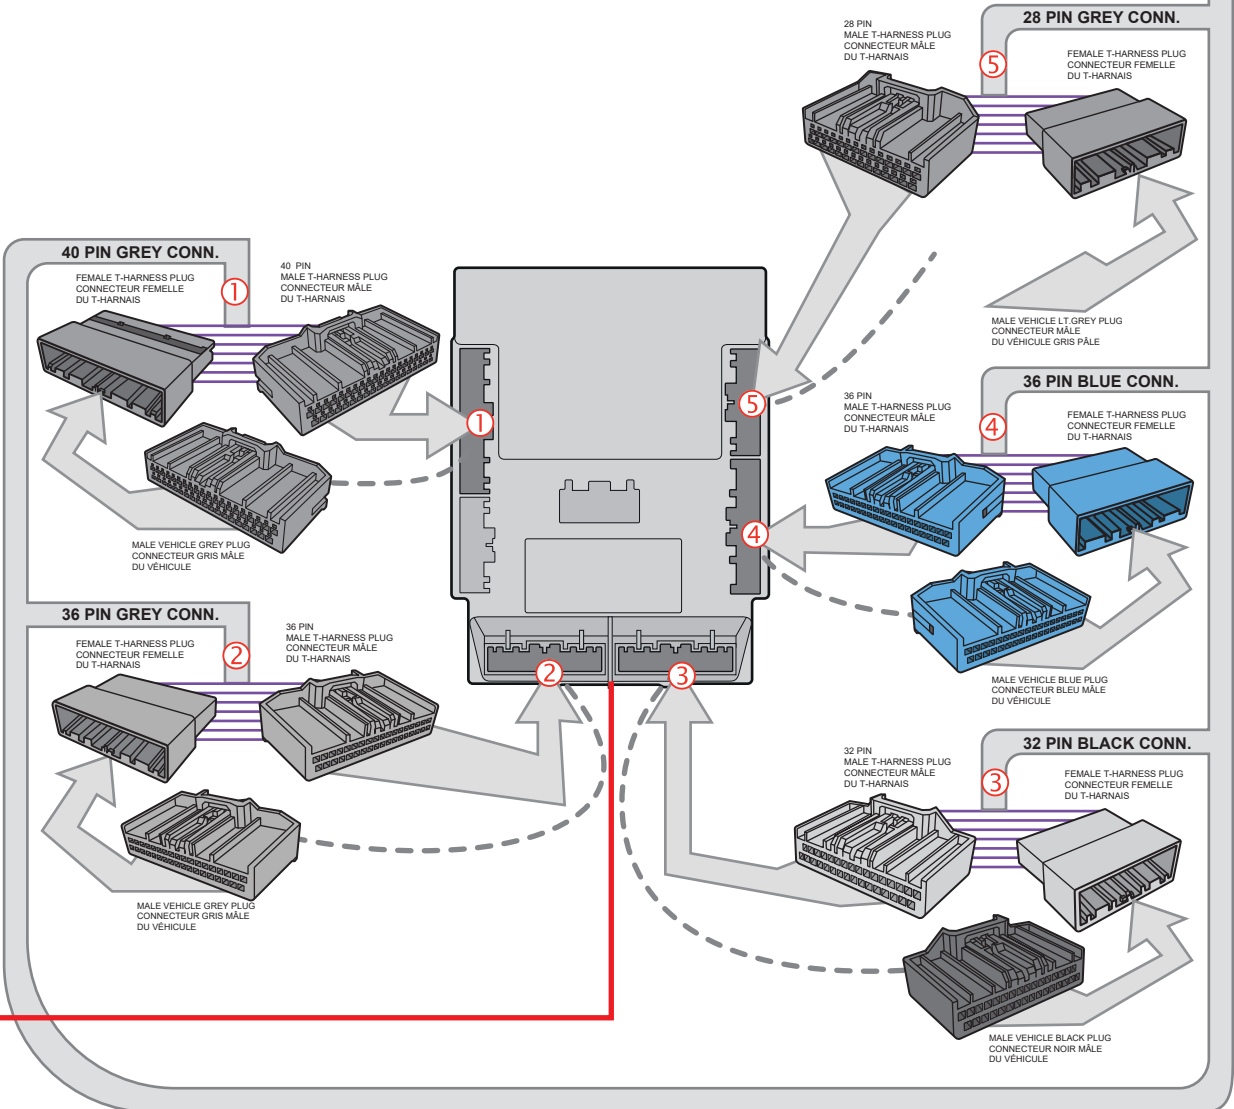 28 PIN GREY CONN.
28 PIN
MALE T-HARNESS PLUG
CONNECTEUR MÂLE
DU T-HARNAIS
5
FEMALE T-HARNESS PLUG
CONNECTEUR FEMELLE
DU T-HARNAIS
MALE VEHICLE LT.GREY PLUG
CONNECTEUR MÂLE
DU VÉHICULE GRIS PÂLE
40 PIN GREY CONN.
FEMALE T-HARNESS PLUG
CONNECTEUR FEMELLE
DU T-HARNAIS
1
40 PIN
MALE T-HARNESS PLUG
CONNECTEUR MÂLE
DU T-HARNAIS
MALE VEHICLE GREY PLUG
CONNECTEUR GRIS MÂLE
DU VÉHICULE
1
5
4
2
3
36 PIN BLUE CONN.
36 PIN
MALE T-HARNESS PLUG
CONNECTEUR MÂLE
DU T-HARNAIS
4
FEMALE T-HARNESS PLUG
CONNECTEUR FEMELLE
DU T-HARNAIS
MALE VEHICLE BLUE PLUG
CONNECTEUR BLEU MÂLE
DU VÉHICULE
36 PIN GREY CONN.
FEMALE T-HARNESS PLUG
CONNECTEUR FEMELLE
DU T-HARNAIS
2
36 PIN
MALE T-HARNESS PLUG
CONNECTEUR MÂLE
DU T-HARNAIS
MALE VEHICLE GREY PLUG
CONNECTEUR GRIS MÂLE
DU VÉHICULE
32 PIN BLACK CONN.
32 PIN
MALE T-HARNESS PLUG
CONNECTEUR MÂLE
DU T-HARNAIS
3
FEMALE T-HARNESS PLUG
CONNECTEUR FEMELLE
DU T-HARNAIS
MALE VEHICLE BLACK PLUG
CONNECTEUR NOIR MÂLE
DU VÉHICULE